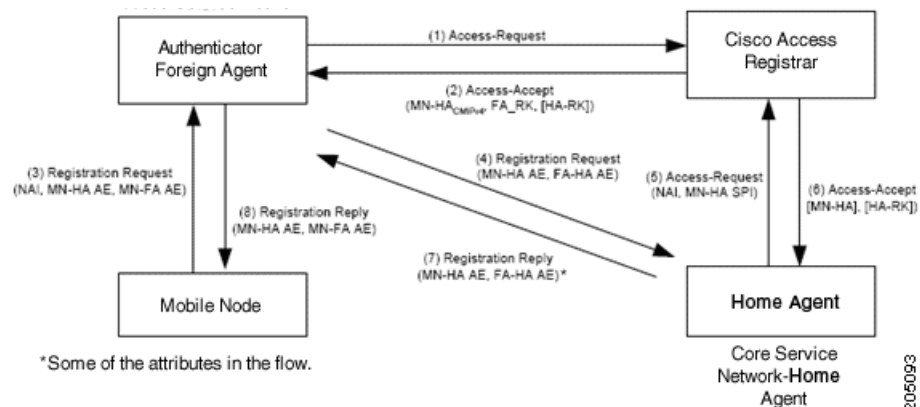 Authenticator
Foreign Agent
(1) Access-Request
Cisco Access
Registrar
(2) Access-Accept
(MN-HACMIPv4, FA_RK, [HA-RK])
(3) Registration Request
(NAI, MN-HA AE, MN-FA AE)
(4) Registration Request
(MN-HA AE, FA-HA AE)
(5) Access-Request
(NAI, MN-HA SPI)
(6) Access-Accept
[MN-HA], [HA-RK])
(8) Registration Reply
(MN-HA AE, MN-FA AE)
(7) Registration Reply
(MN-HA AE, FA-HA AE)*
Mobile Node
Home Agent
*Some of the attributes in the flow.
Core Service
Network-Home
Agent
205093